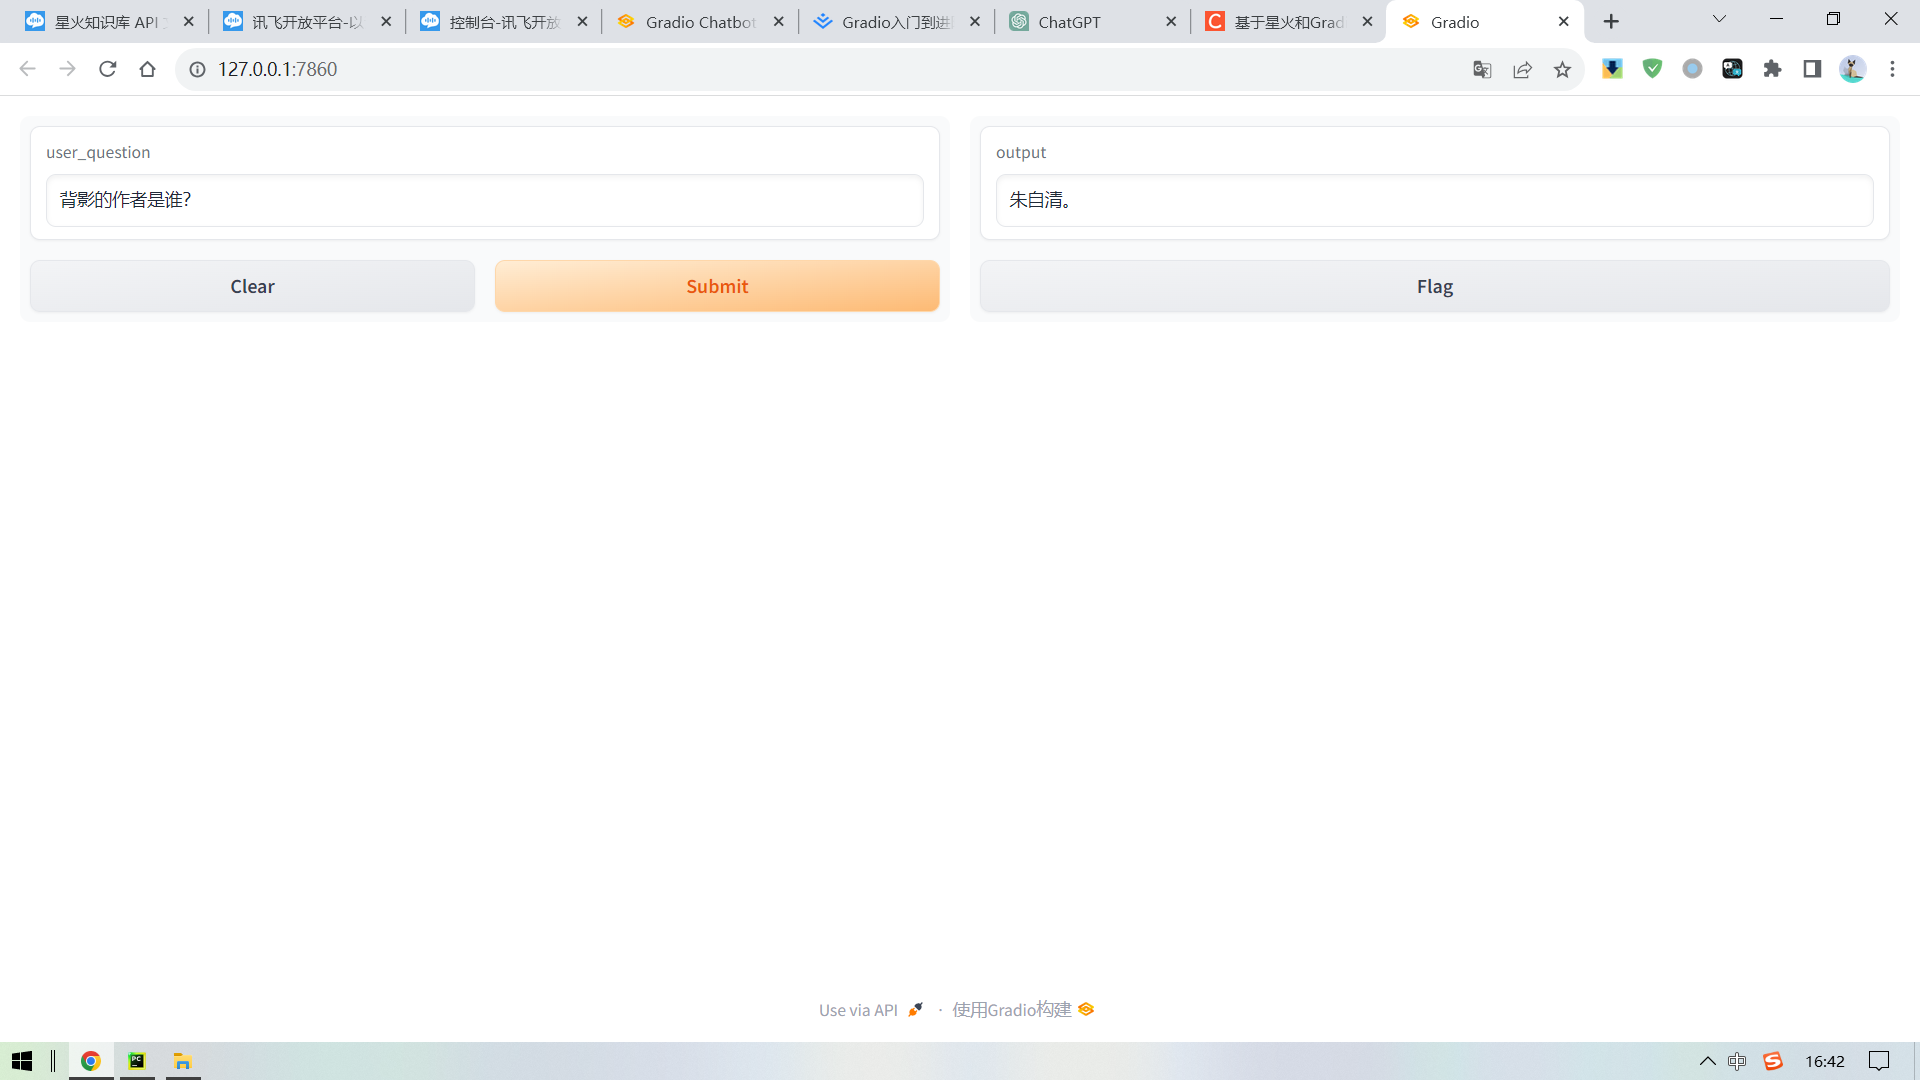 星火知识库 API 文
讯飞开放平台-以
控制台-讯飞开放
Gradio Chatbot
Gradio入门到进
ChatGPT
基于星火和Grad
Gradio
127.0.0.1:7860
user_question
背影的作者是谁?
Clear
Submit
output
朱自清。
Flag
Use via API · 使用Gradio构建
中
16:42